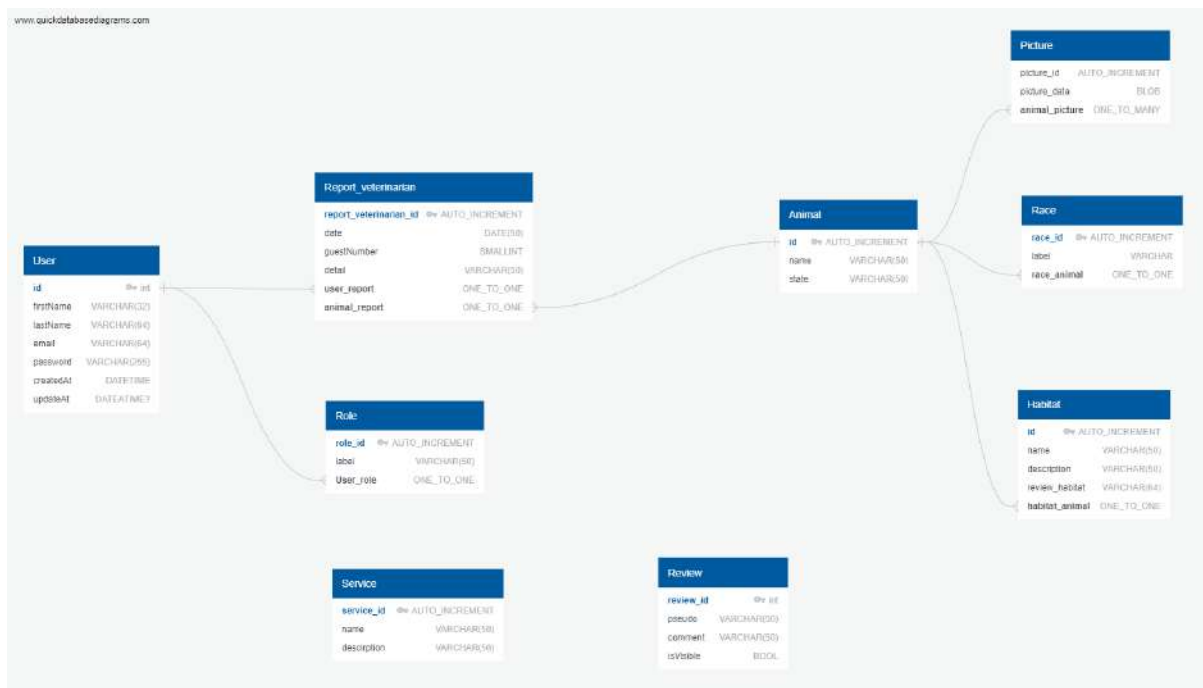 www.quickdatabasediagrams.com
Picture
picture_id AUTO_INCREMENT
picture_data BLOB
animal_picture ONE_TO_MANY
Report_veterinarian
report_veterinarian_id AUTO_INCREMENT
date DATE(50)
guestNumber SMALLINT
detail VARCHAR(50)
user_report ONE_TO_ONE
animal_report ONE_TO_ONE
Animal
id AUTO_INCREMENT
name VARCHAR(50)
state VARCHAR(50)
Race
race_id AUTO_INCREMENT
label VARCHAR
race_animal ONE_TO_ONE
User
id int
firstName VARCHAR(32)
lastName VARCHAR(64)
email VARCHAR(64)
password
createdAt DATETIME
updateAt
Role
role_id AUTO_INCREMENT
label VARCHAR(50)
User_role ONE_TO_ONE
Habitat
id AUTO_INCREMENT
name VARCHAR(50)
description VARCHAR(50)
review_habitat VARCHAR(64)
habitat_animal ONE_TO_ONE
Service
service_id AUTO_INCREMENT
name VARCHAR(50)
VARCHAR(50)
Review
review_id int
pseudo VARCHAR(50)
comment VARCHAR(50)
isVisible BOOL